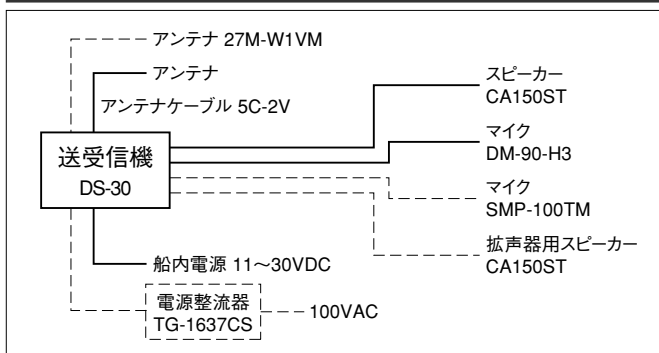 アンテナ 27M-W1VM
アンテナ
アンテナケーブル 5C-2V
送受信機
DS-30
スピーカー
CA150ST
マイク
DM-90-H3
マイク
SMP-100TM
拡声器用スピーカー
CA150ST
船内電源 11〜30VDC
電源整流器
TG-1637CS
100VAC